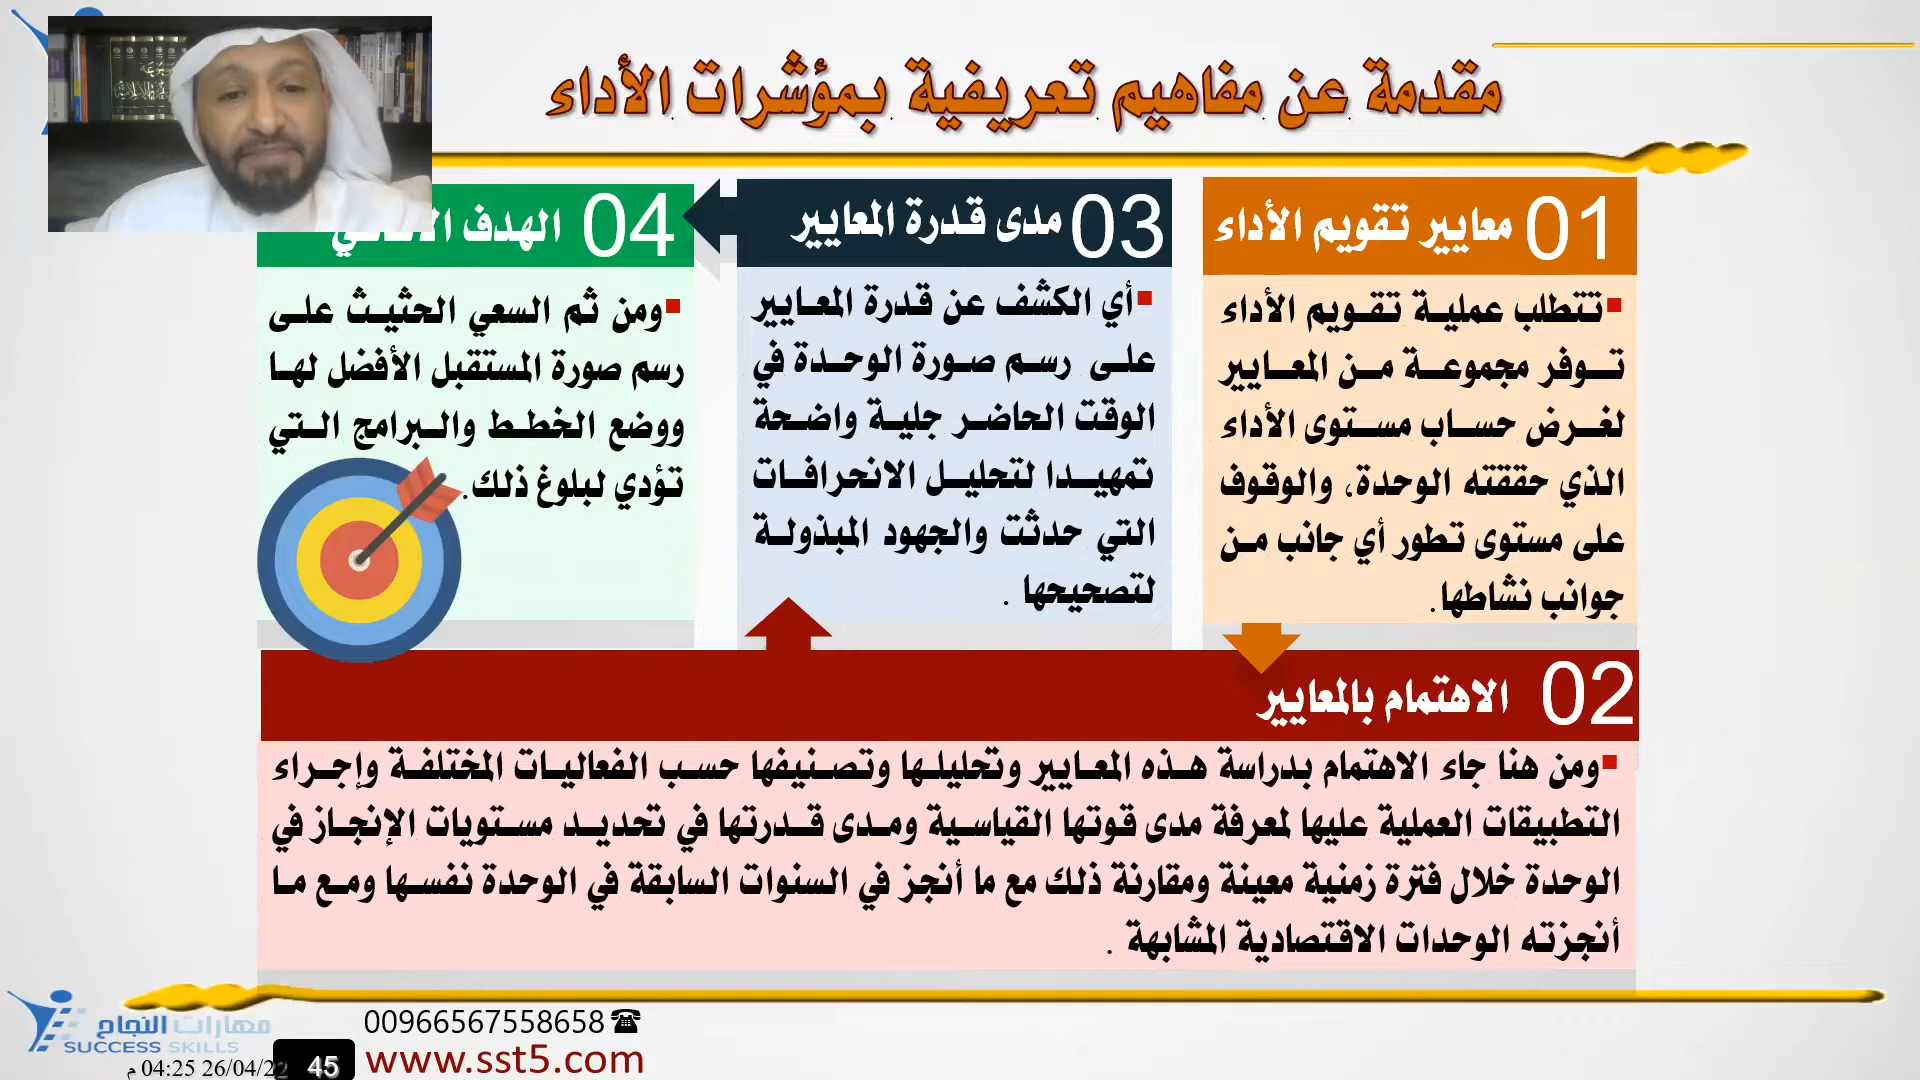 مقدمة عن مفاهيم تعريفية بمؤشرات الأداء
01 معايير تقويم الأداء
تتطلب عملية تقويم الأداء
توفر مجموعة من المعايير
لغرض حساب مستوى الأداء
الذي حققته الوحدة، والوقوف
على مستوى تطور أي جانب من
جوانب نشاطها.
02 الاهتمام بالمعايير
ومن هنا جاء الاهتمام بدراسة هذه المعايير وتحليلها وتصنيفها حسب الفعاليات المختلفة وإجراء
التطبيقات العملية عليها لمعرفة مدى قوتها القياسية ومدى قدرتها في تحديد مستويات الإنجاز في
الوحدة خلال فترة زمنية معينة ومقارنة ذلك مع ما أنجز في السنوات السابقة في الوحدة نفسها ومع ما
أنجزته الوحدات الاقتصادية المشابهة .
03 مدى قدرة المعايير
أي الكشف عن قدرة المعايير
على رسم صورة الوحدة في
الوقت الحاضر جلية واضحة
تمهيدا لتحليل الانحرافات
التي حدثت والجهود المبذولة
لتصحيحها .
04 الهدف
ومن ثم السعي الحثيث على
رسم صورة المستقبل الأفضل لها
ووضع الخطط والبرامج التي
تؤدي لبلوغ ذلك.
مهارات النجاح
SUCCESS SKILLS
00966567558658
www.sst5.com
04:25 26/04/22 م
45